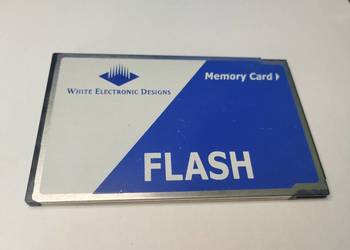 Memory Card
White Electronic Designs
FLASH